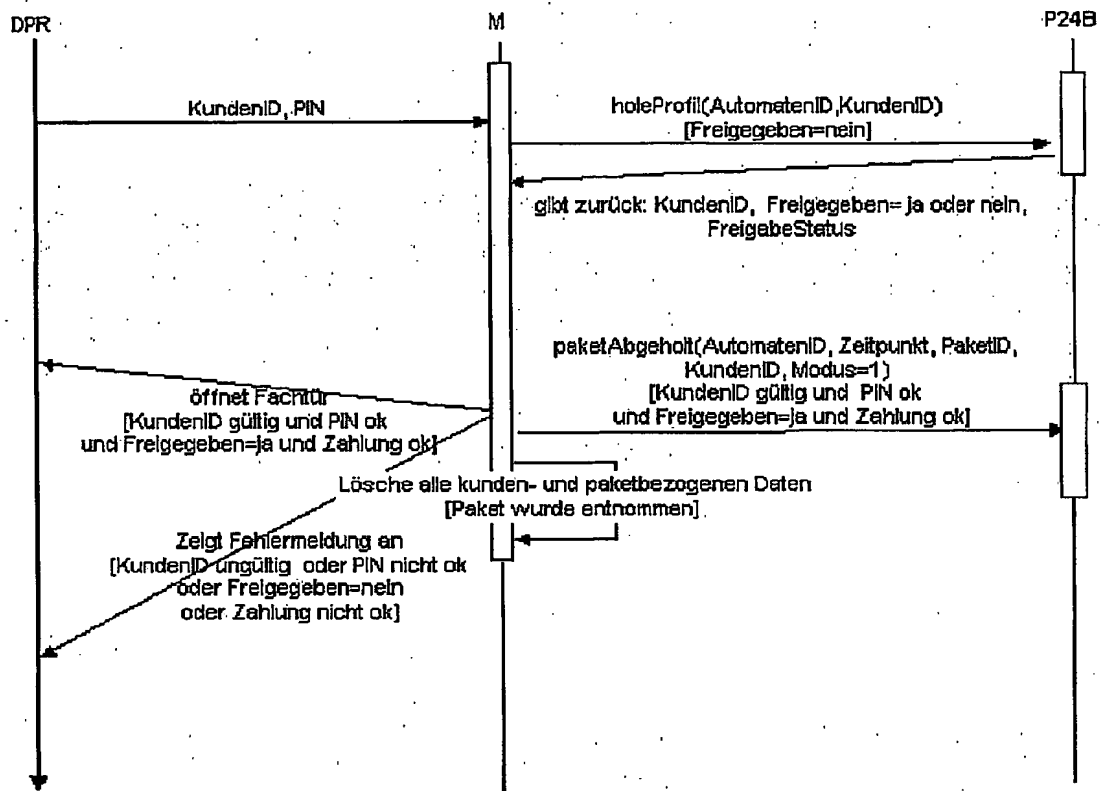 DPR
M
P24B
KundenID, PIN
holeProfil(AutomatenID,KundenID)
[Freigegeben=nein]
gibt zurück: KundenID, Freigegeben= ja oder nein,
FreigabeStatus
paketAbgeholt(AutomatenID, Zeitpunkt, PaketID,
KundenID, Modus=1)
[KundenID gültig und PIN ok
und Freigegeben=ja und Zahlung ok]
öffnet Fachtür
[KundenID gültig und PIN ok
und Freigegeben=ja und Zahlung ok]
Lösche alle kunden- und paketbezogenen Daten
[Paket wurde entnommen]
Zeigt Fehlermeldung an
[KundenID ungültig oder PIN nicht ok
oder Freigegeben=nein
oder Zahlung nicht ok]